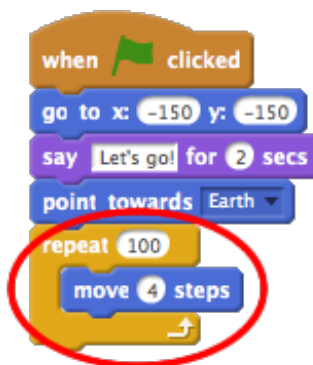 when clicked
go to x: -150 y: -150
say Let's go! for 2 secs
point towards Earth
repeat 100
move 4 steps